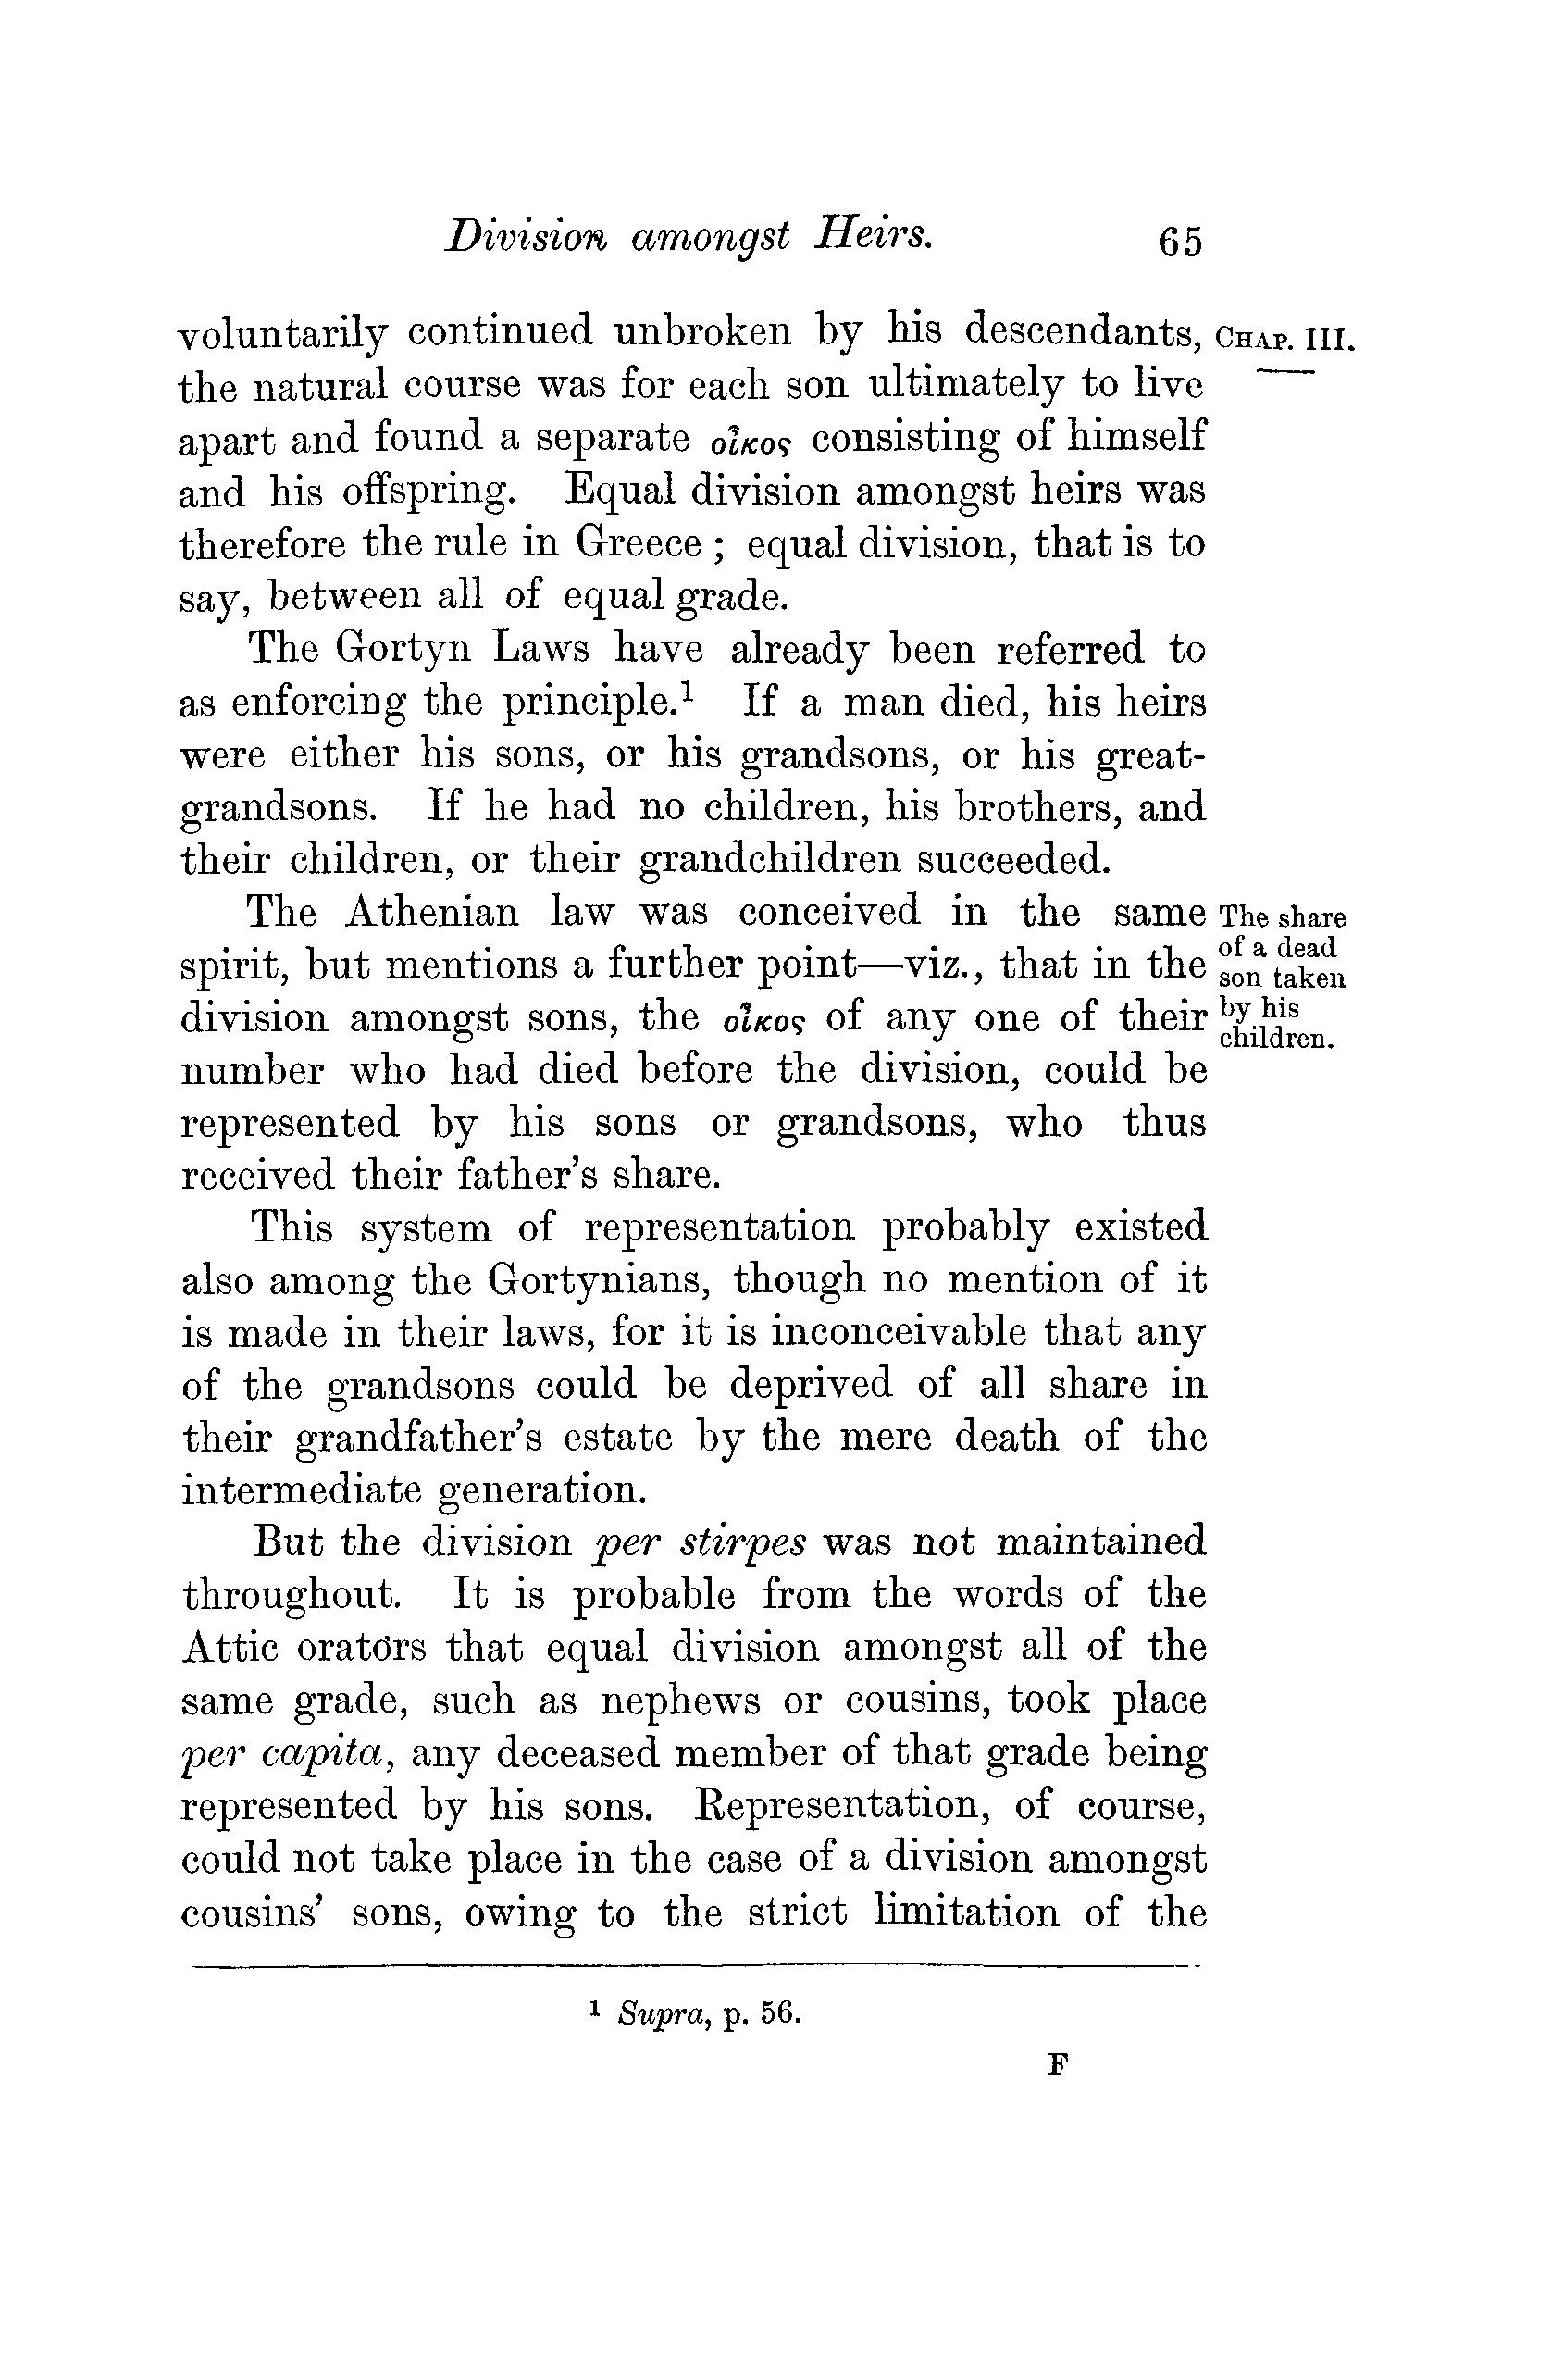 Division amongst Heirs. 65
voluntarily continued unbroken by his descendants, CHAP. III.
the natural course was for each son ultimately to live
apart and found a separate οἶκος consisting of himself
and his offspring. Equal division amongst heirs was
therefore the rule in Greece ; equal division, that is to
say, between all of equal grade.
The Gortyn Laws have already been referred to
as enforcing the principle.¹ If a man died, his heirs
were either his sons, or his grandsons, or his great-
grandsons. If he had no children, his brothers, and
their children, or their grandchildren succeeded.
The Athenian law was conceived in the same
spirit, but mentions a further point—viz., that in the
division amongst sons, the οἶκος of any one of their
number who had died before the division, could be
represented by his sons or grandsons, who thus
received their father's share.
The share
of a dead
son taken
by his
children.
This system of representation probably existed
also among the Gortynians, though no mention of it
is made in their laws, for it is inconceivable that any
of the grandsons could be deprived of all share in
their grandfather's estate by the mere death of the
intermediate generation.
But the division per stirpes was not maintained
throughout. It is probable from the words of the
Attic orators that equal division amongst all of the
same grade, such as nephews or cousins, took place
per capita, any deceased member of that grade being
represented by his sons. Representation, of course,
could not take place in the case of a division amongst
cousins' sons, owing to the strict limitation of the
¹ Supra, p. 56.
F